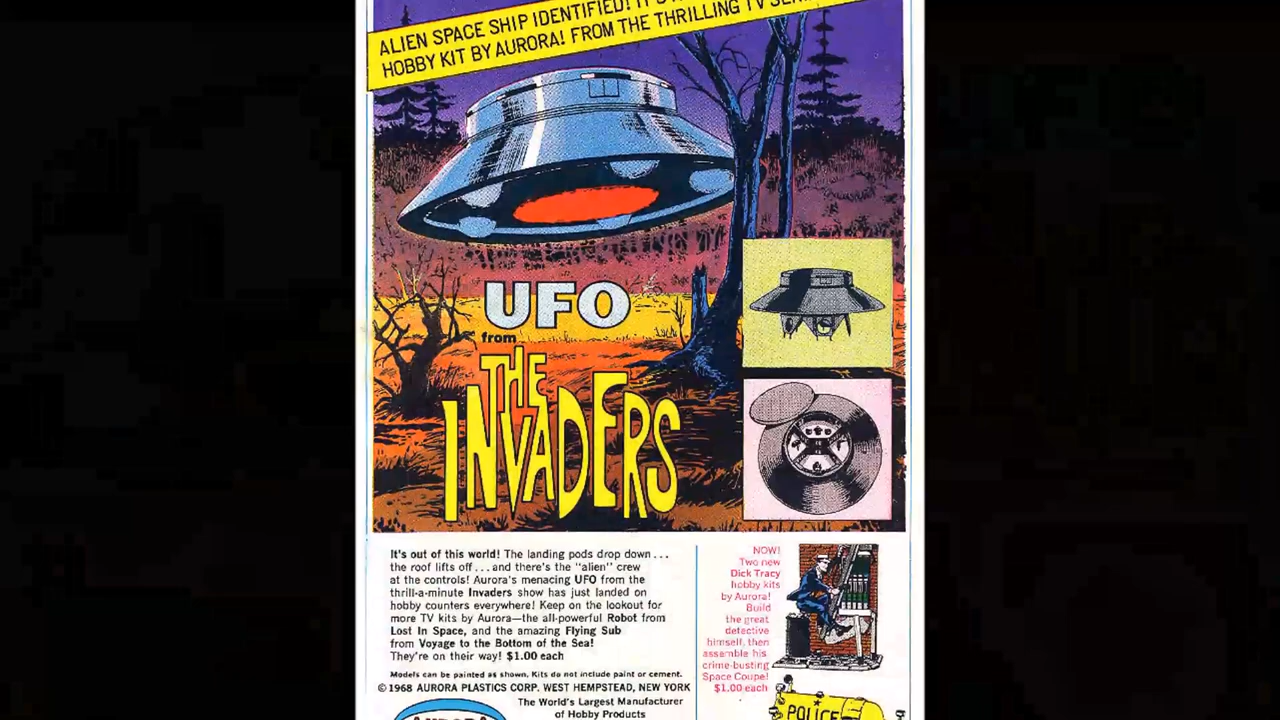 ALIEN SPACE SHIP IDENTIFIED!
HOBBY KIT BY AURORA! FROM THE THRILLING TV
UFO
from
THE
INVADERS
It's out of this world! The landing pods drop down...
the roof lifts off...and there's the "alien" crew
at the controls! Aurora's menacing UFO from the
thrill-a-minute Invaders show has just landed on
hobby counters everywhere! Keep on the lookout for
more TV kits by Aurora—the all-powerful Robot from
Lost In Space, and the amazing Flying Sub
from Voyage to the Bottom of the Sea!
They're on their way! $1.00 each
Models can be painted as shown. Kits do not include paint or cement.
© 1968 AURORA PLASTICS CORP. WEST HEMPSTEAD, NEW YORK
The World's Largest Manufacturer
of Hobby Products
AURORA
NOW!
Two new
Dick Tracy
hobby kits
by Aurora!
Build
the great
detective
himself, then
assemble his
crime-busting
Space Coupe!
$1.00 each
POLICE